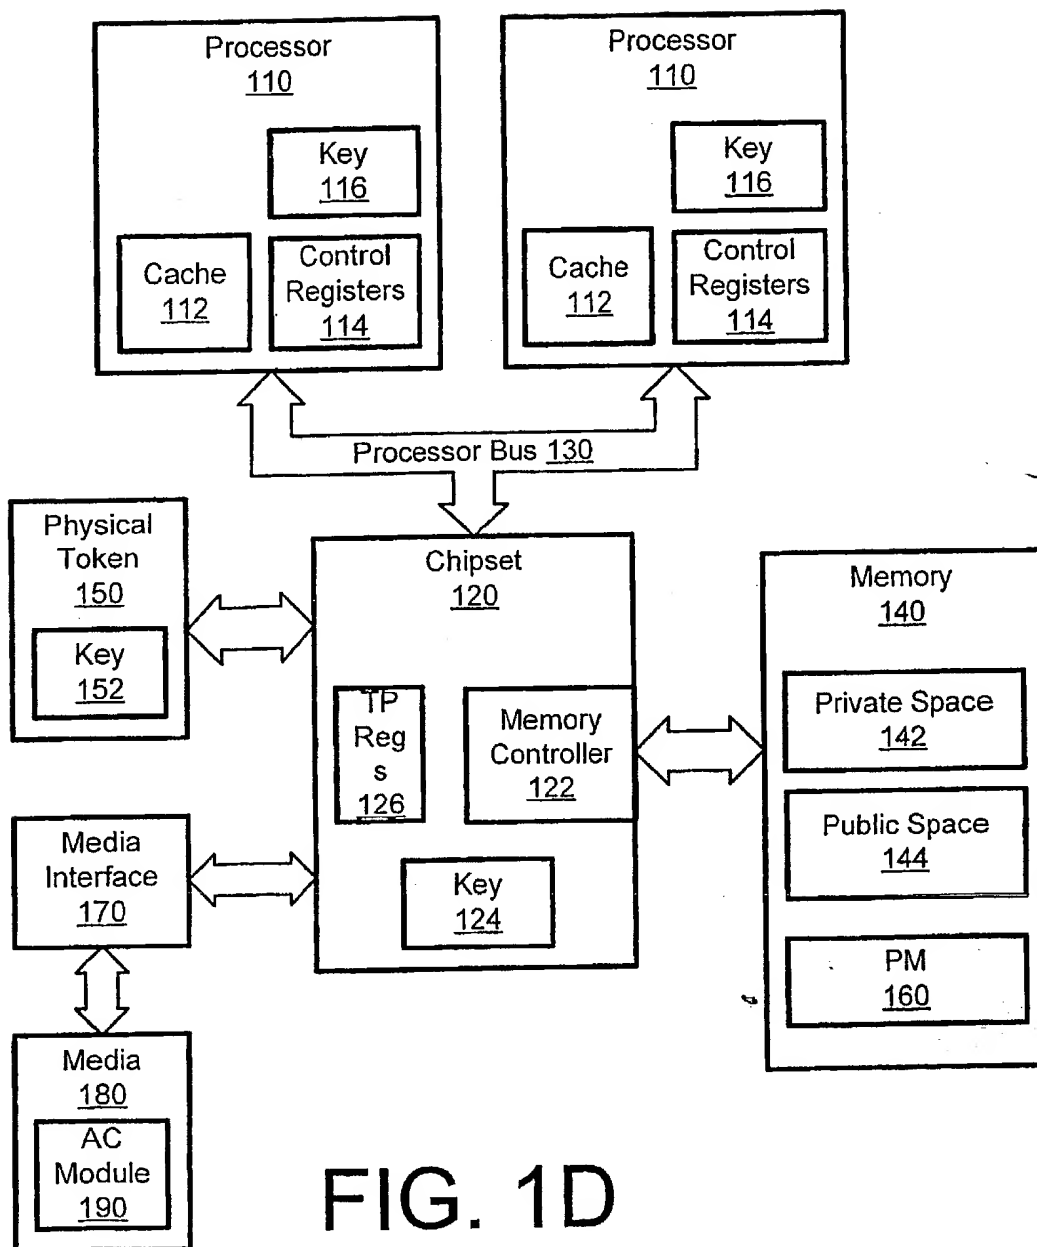 Processor
110
Key
116
Cache
112
Control
Registers
114
Processor
110
Key
116
Cache
112
Control
Registers
114
Processor Bus 130
Physical
Token
150
Key
152
Chipset
120
TP
Reg
s
126
Memory
Controller
122
Key
124
Memory
140
Private Space
142
Public Space
144
PM
160
Media
Interface
170
Media
180
AC
Module
190
FIG. 1D